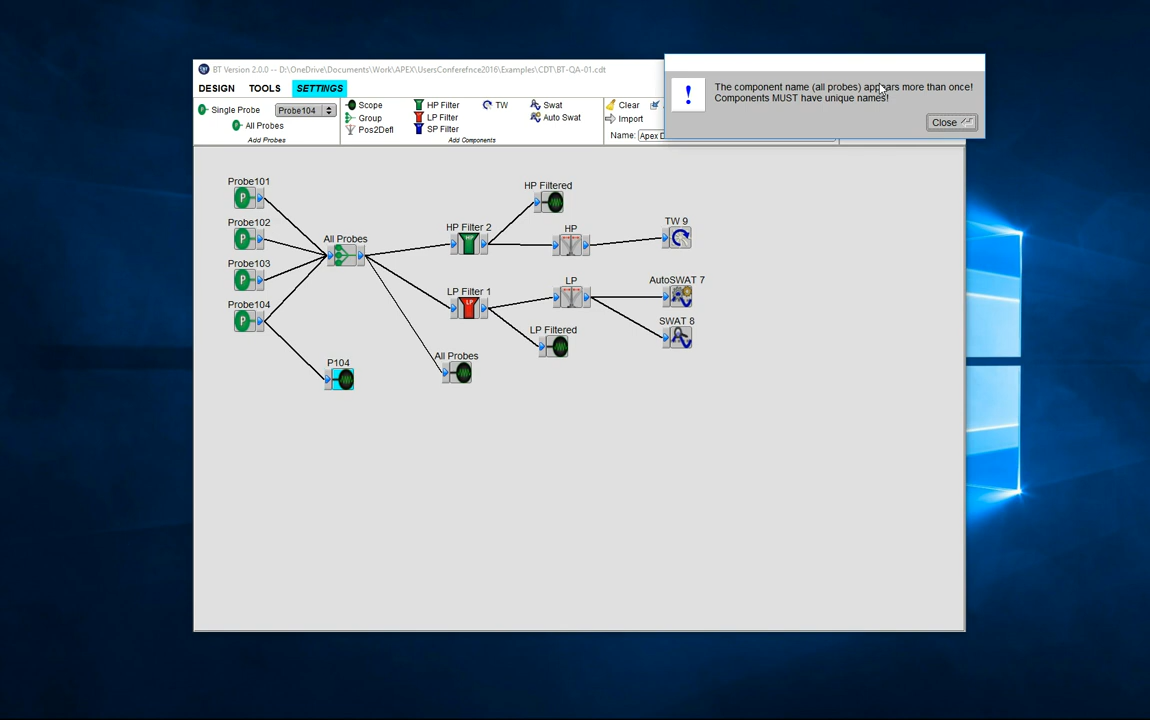 BT Version 2.0.0 -- D:\OneDrive\Documents\Work\APEX\UsersConferefnce2016\Examples\CDT\BT-QA-01.cdt
The component name (all probes) appears more than once!
Components MUST have unique names!
Close
DESIGN TOOLS SETTINGS
Single Probe Probe104
All Probes
Add Probes
Scope HP Filter TW Swat
Group LP Filter Auto Swat
Pos2Defl SP Filter
Add Components
Clear
Import
Name: Apex D
Probe101
Probe102
Probe103
Probe104
All Probes
P104
All Probes
HP Filter 2
LP Filter 1
HP Filtered
HP
LP
LP Filtered
TW 9
AutoSWAT 7
SWAT 8
P
P
P
P
HP
LP